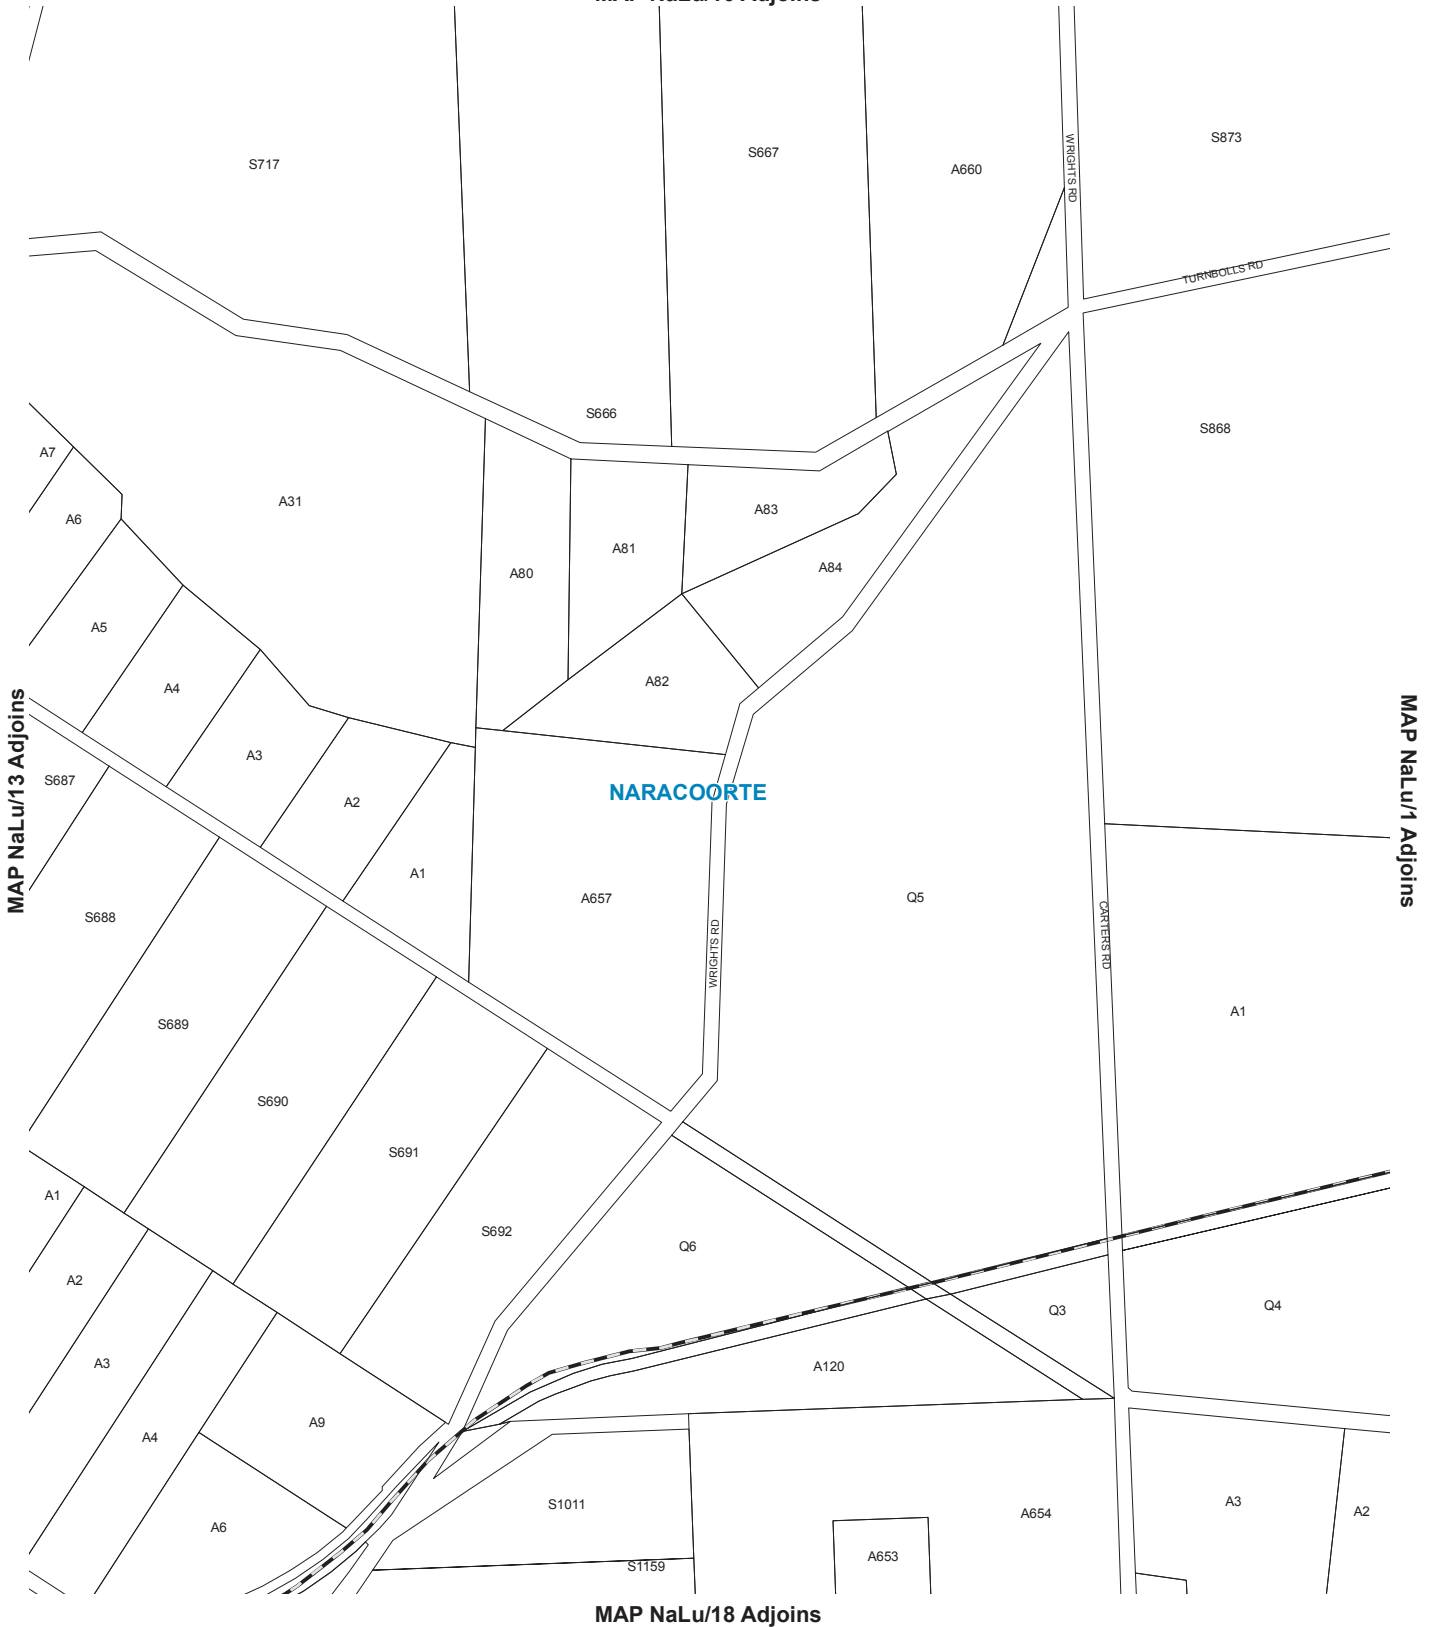 MAP NaLu/13 Adjoins
MAP NaLu/1 Adjoins
S717
S667
A660
WRIGHTS RD
S873
TURNBOLLS RD
S666
S868
A7
A6
A31
A83
A81
A80
A84
A5
A4
A82
A3
S687
NARACOORTE
A2
A1
A657
Q5
S688
WRIGHTS RD
CARTERS RD
A1
S689
S690
S691
A1
S692
Q6
A2
Q3
Q4
A3
A120
A9
A4
S1011
A654
A3
A2
A6
A653
S1159
MAP NaLu/18 Adjoins